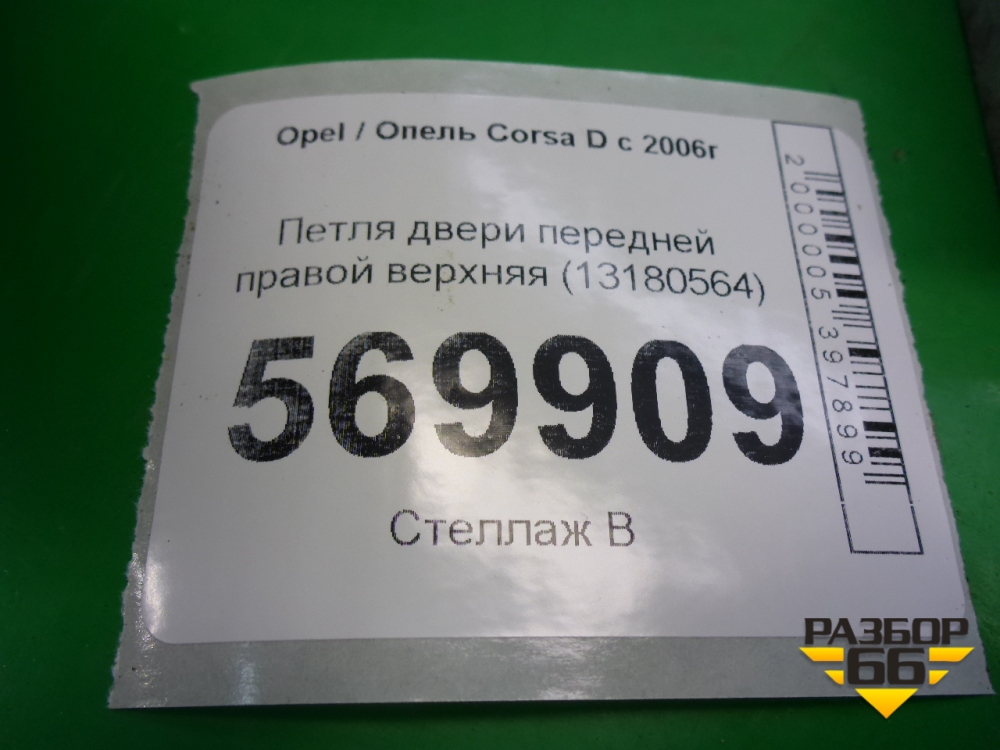 Opel / Опель Corsa D с 2006г
Петля двери передней
правой верхняя (13180564)
569909
Стеллаж В
2000005397899
РАЗБОР
66